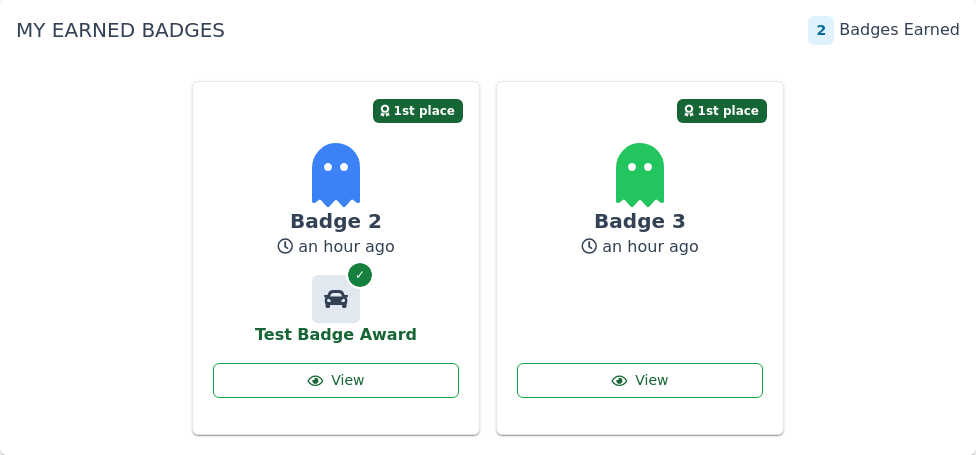 MY EARNED BADGES
2 Badges Earned
1st place
Badge 2
an hour ago
✓
Test Badge Award
View
1st place
Badge 3
an hour ago
View